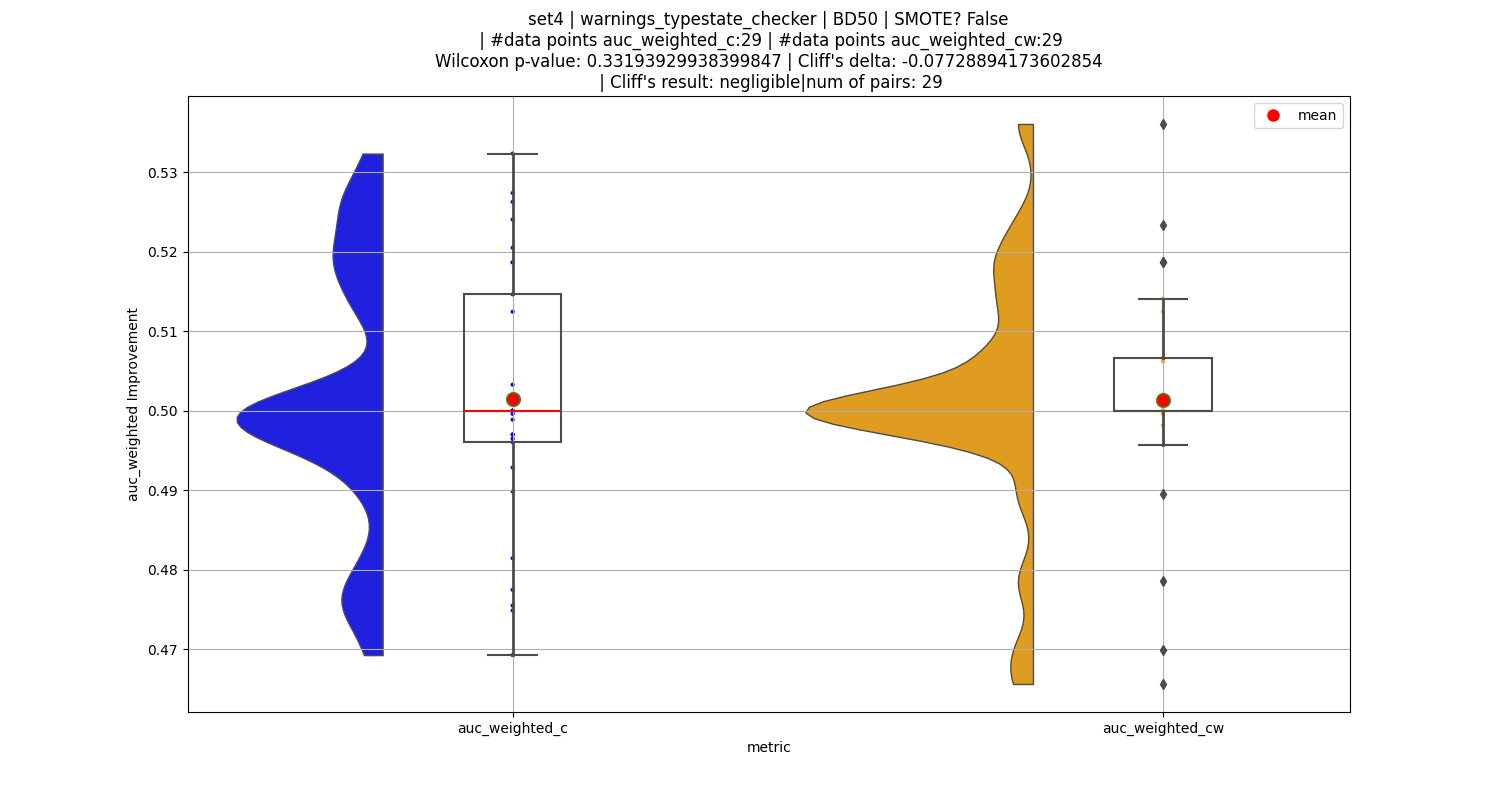 set4 | warnings_typestate_checker | BD50 | SMOTE? False
| #data points auc_weighted_c:29 | #data points auc_weighted_cw:29
Wilcoxon p-value: 0.33193929938399847 | Cliff's delta: -0.07728894173602854
| Cliff's result: negligible|num of pairs: 29
mean
0.53
0.52
0.51
0.50
0.49
0.48
0.47
auc_weighted Improvement
auc_weighted_c
auc_weighted_cw
metric